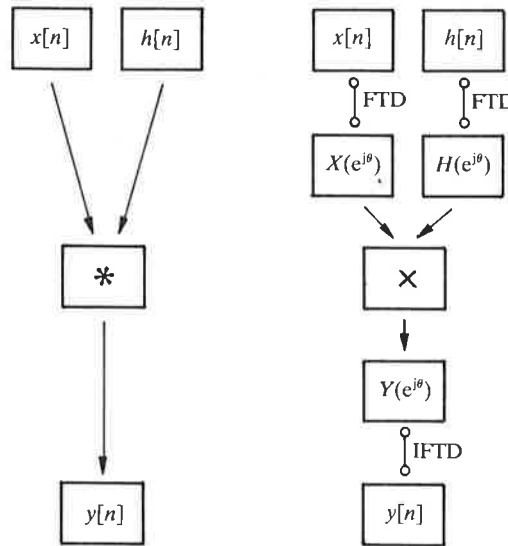 x[n] h[n] x[n] h[n]
FTD FTD
X(e^{jθ}) H(e^{jθ})
* ×
Y(e^{jθ})
IFTD
y[n] y[n]